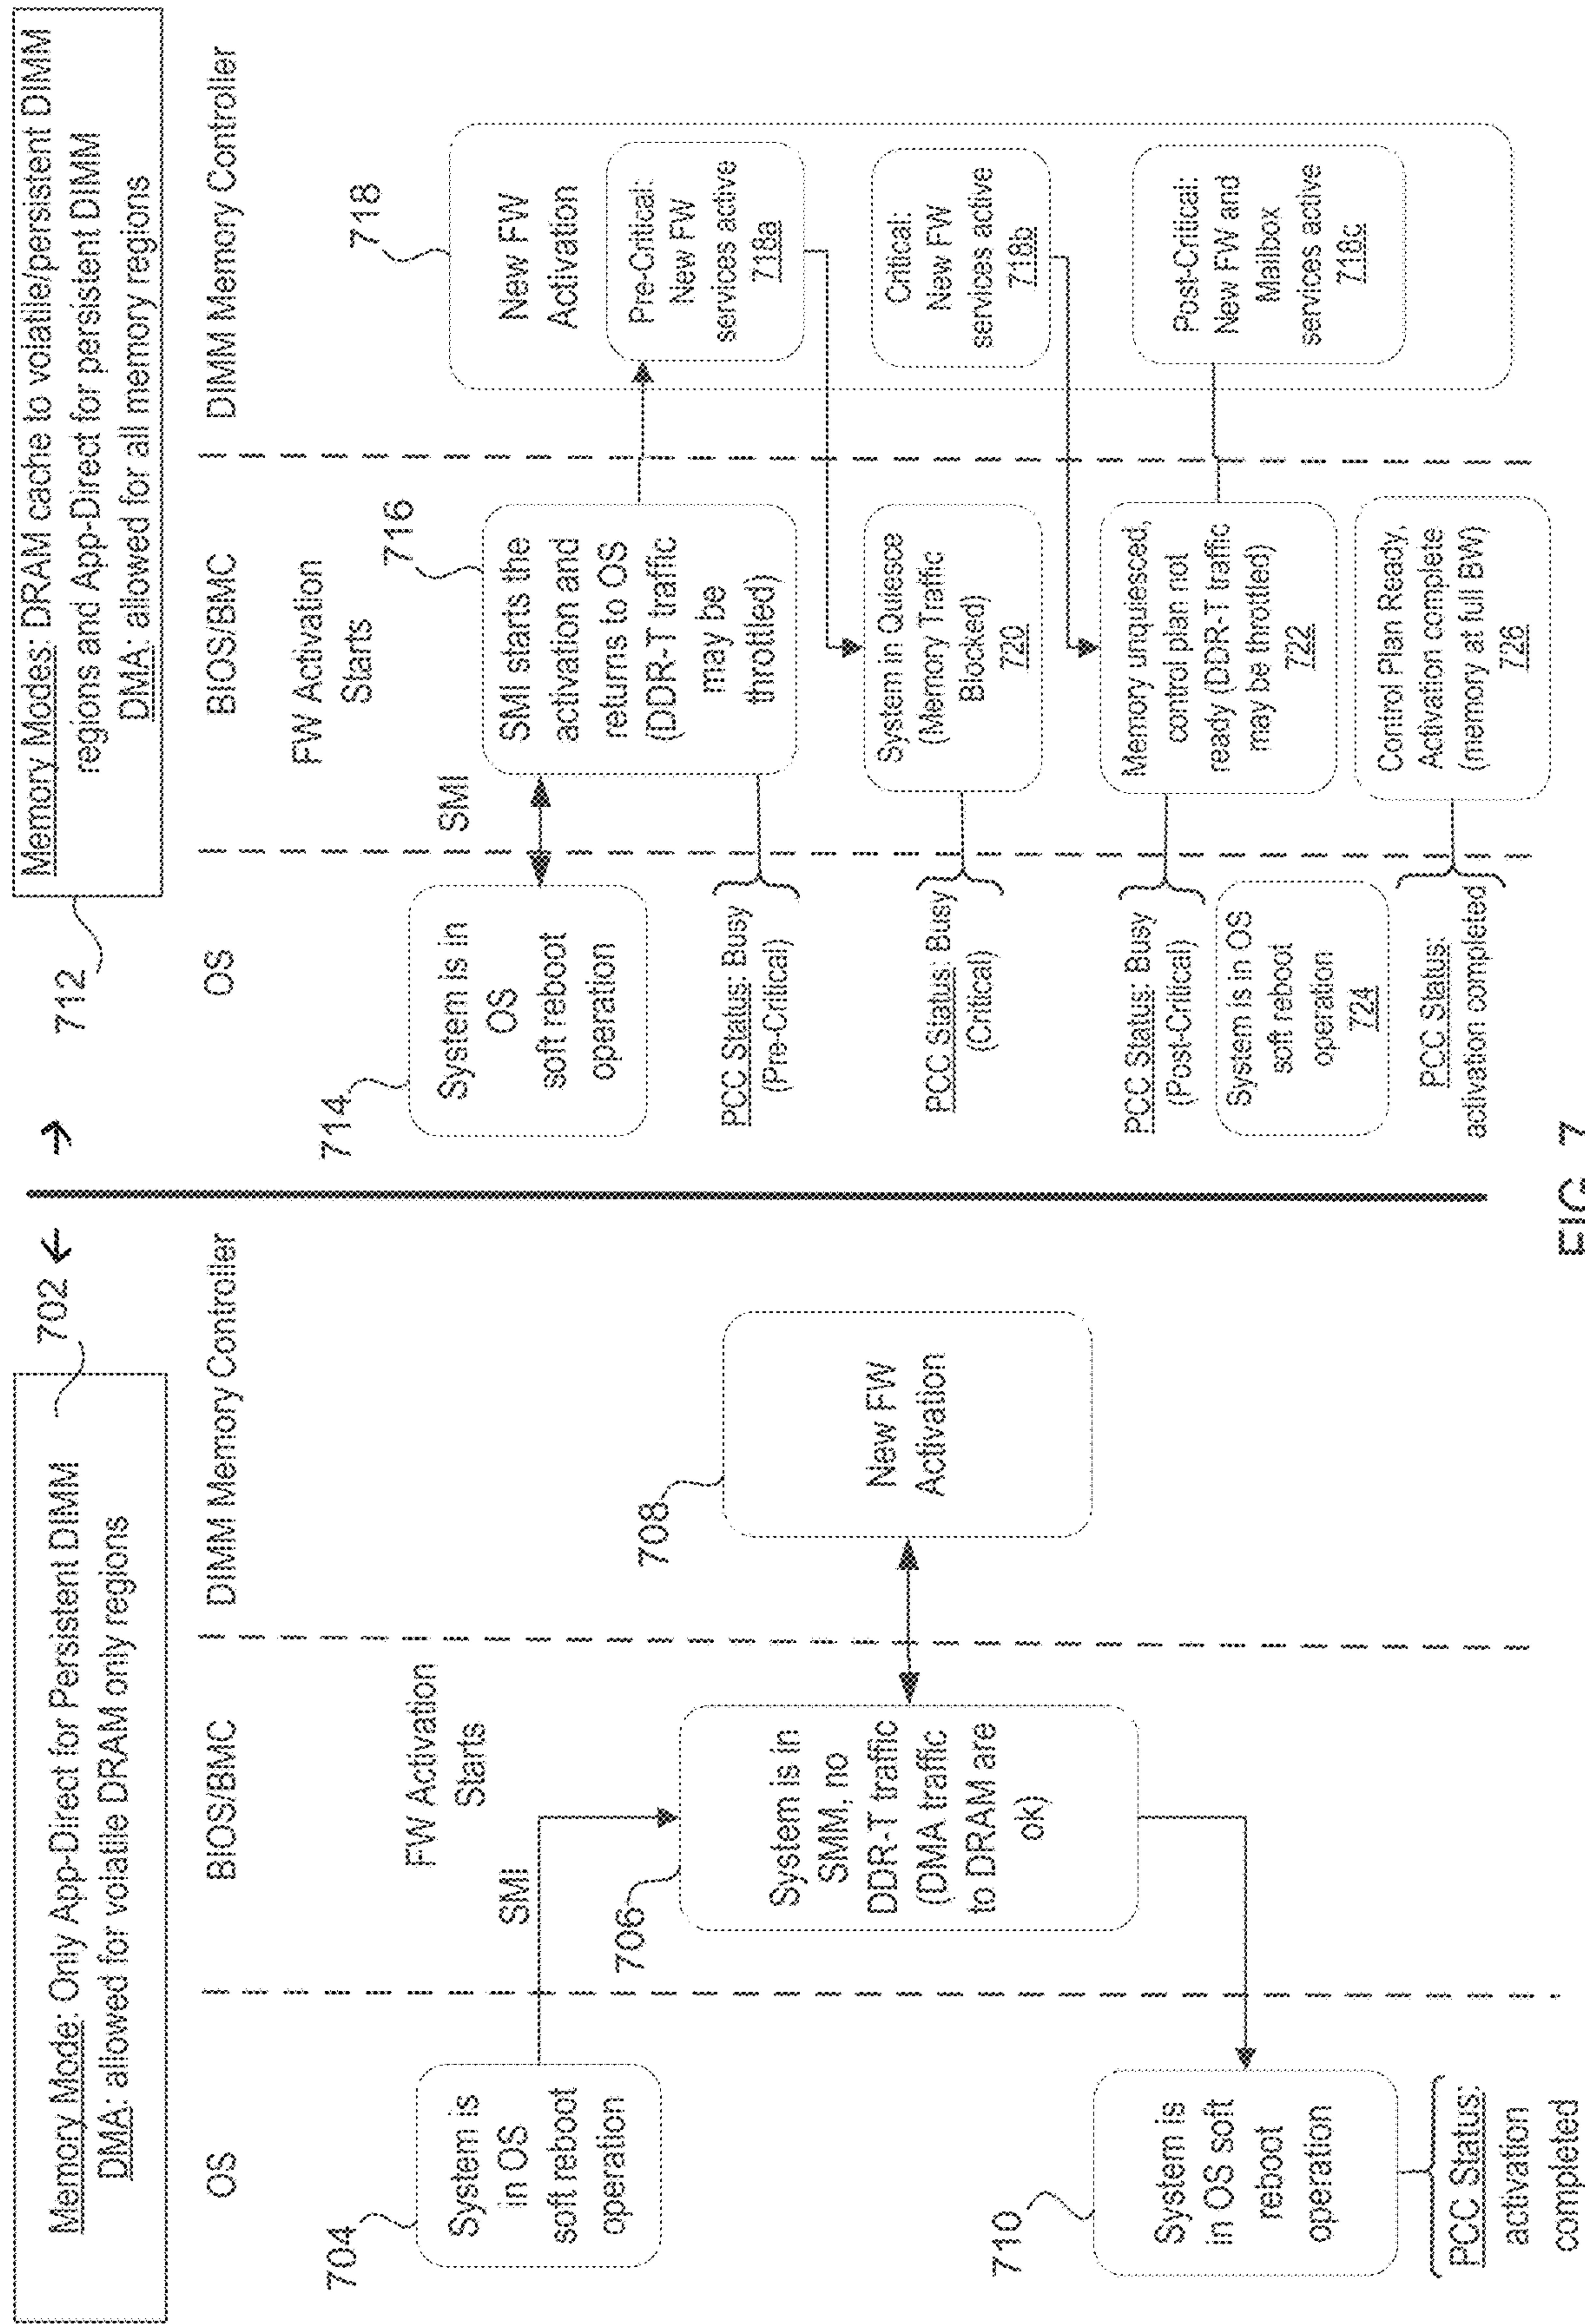 Memory Mode: Only App-Direct for Persistent DIMM
DMA: allowed for volatile DRAM only regions
702
OS
BIOS/BMC
DIMM Memory Controller
704
System is
in OS
soft reboot
operation
SMI
FW Activation
Starts
706
System is in
SMM, no
DDR-T traffic
(DMA traffic
to DRAM are
ok)
708
New FW
Activation
710
System is
in OS soft
reboot
operation
PCC Status:
activation
completed
712
Memory Modes: DRAM cache to volatile/persistent DIMM
regions and App-Direct for persistent DIMM
DMA: allowed for all memory regions
OS
BIOS/BMC
DIMM Memory Controller
714
System is in
OS
soft reboot
operation
SMI
FW Activation
Starts
716
SMI starts the
activation and
returns to OS
(DDR-T traffic
may be
throttled)
718
New FW
Activation
Pre-Critical:
New FW
services active
718a
PCC Status: Busy
(Pre-Critical)
System in Quiesce
(Memory Traffic
Blocked)
720
Critical:
New FW
services active
718b
PCC Status: Busy
(Critical)
Memory unquiesced,
control plan not
ready (DDR-T traffic
may be throttled)
722
Post-Critical:
New FW and
Mailbox
services active
718c
PCC Status: Busy
(Post-Critical)
System is in OS
soft reboot
operation
724
Control Plan Ready,
Activation complete
(memory at full BW)
726
PCC Status:
activation completed
FIG. 7